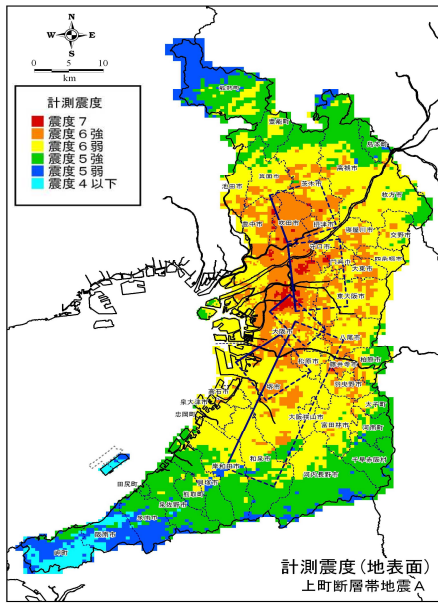 N
W E
S
0 5 10
km
計測震度
震度7
震度6強
震度6弱
震度5強
震度5弱
震度4以下
能勢町
豊能町
島本町
高槻市
茨木市
箕面市
池田市
枚方市
吹田市
豊中市
摂津市
寝屋川市
交野市
守口市
門真市
四条畷市
大東市
東大阪市
大阪市
八尾市
松原市
柏原市
藤井寺市
羽曳野市
高石市
堺市
太子町
泉大津市
忠岡町
大阪狭山市
富田林市
河南町
和泉市
千早赤阪村
岸和田市
河内長野市
貝塚市
田尻町
熊取町
泉佐野市
泉南市
阪南市
岬町
計測震度(地表面)
上町断層帯地震A